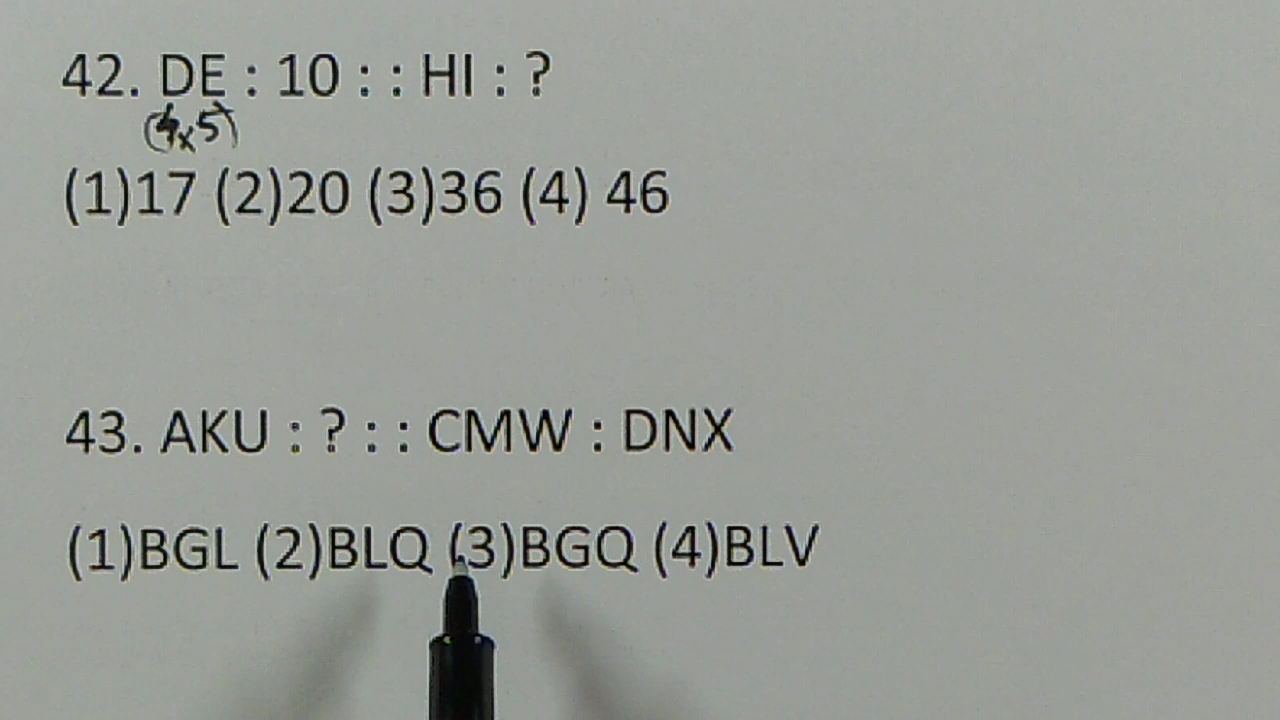 42. DE : 10 : : HI : ?
(4x5)
(1)17 (2)20 (3)36 (4) 46
43. AKU : ? : : CMW : DNX
(1)BGL (2)BLQ (3)BGQ (4)BLV